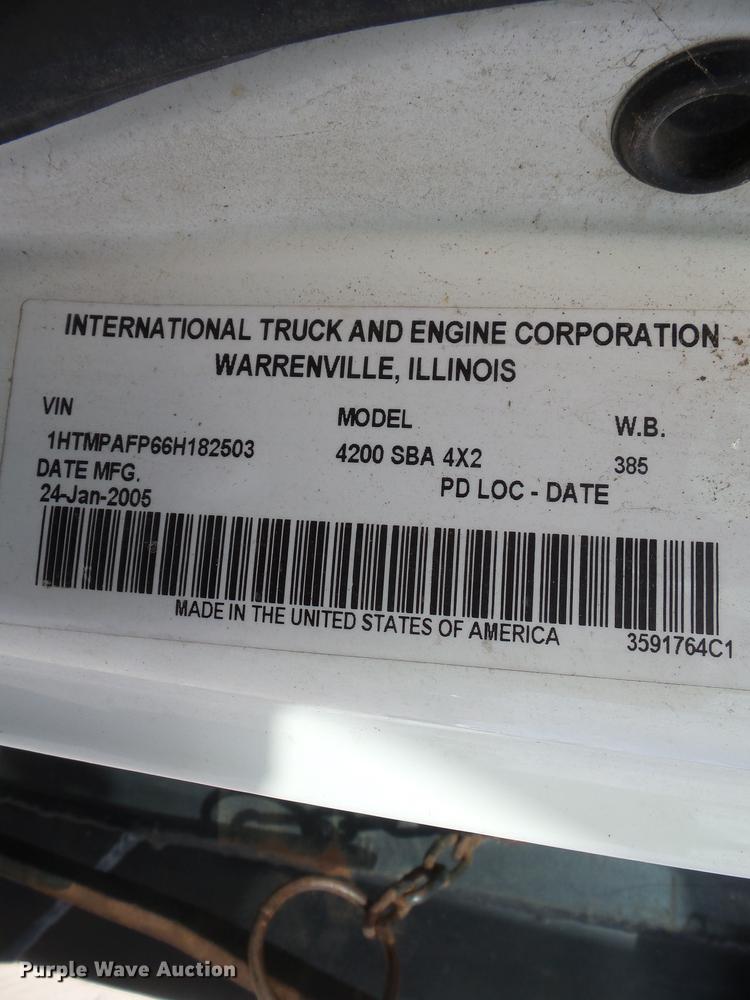 INTERNATIONAL TRUCK AND ENGINE CORPORATION
WARRENVILLE, ILLINOIS
VIN MODEL W.B.
1HTMPAFP66H182503 4200 SBA 4X2 385
DATE MFG. PD LOC - DATE
24-Jan-2005
MADE IN THE UNITED STATES OF AMERICA 3591764C1
Purple Wave Auction